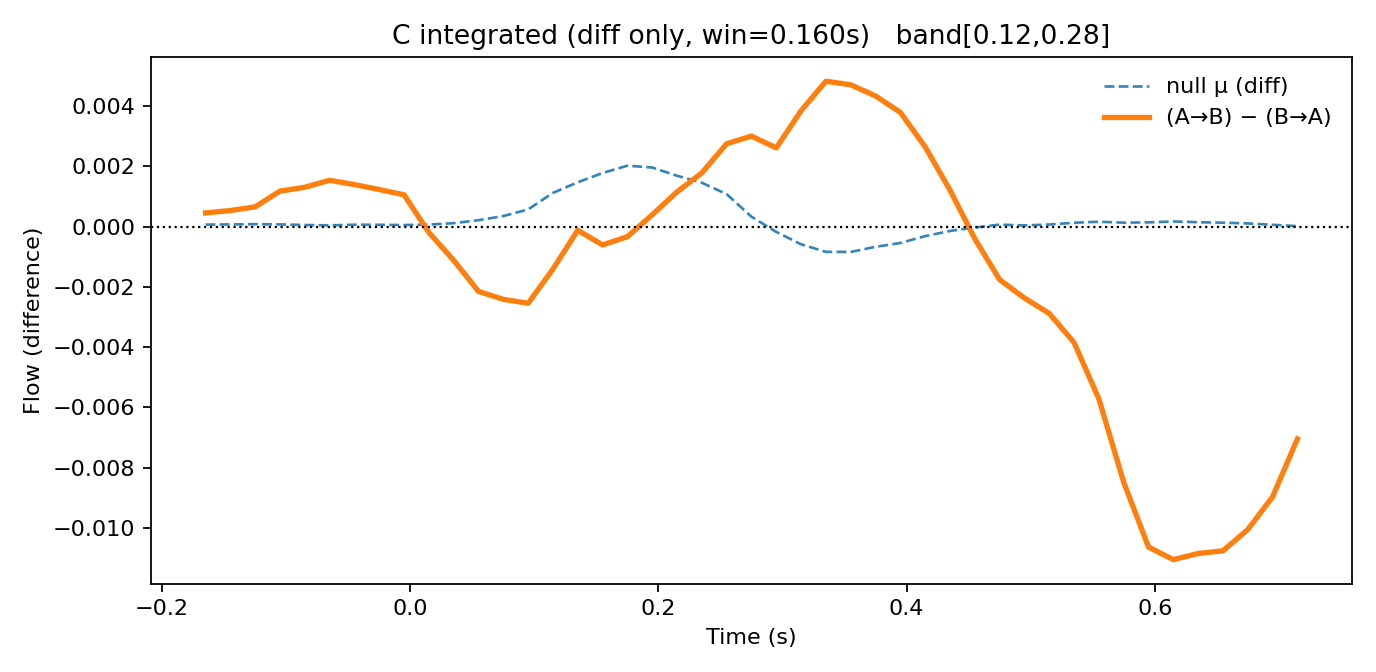 C integrated (diff only, win=0.160s)   band[0.12,0.28]
null μ (diff)
(A→B) − (B→A)
Flow (difference)
0.004
0.002
0.000
−0.002
−0.004
−0.006
−0.008
−0.010
−0.2
0.0
0.2
0.4
0.6
Time (s)